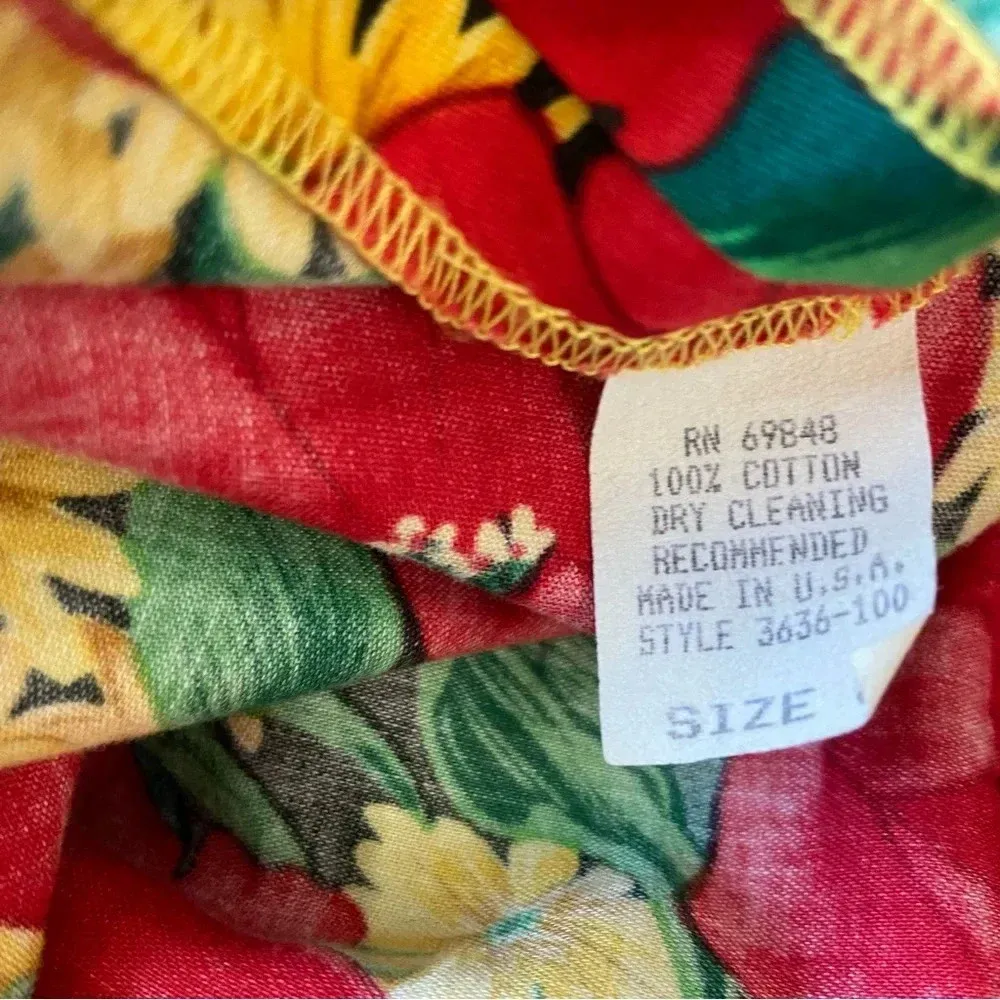 RN 69848
100% COTTON
DRY CLEANING
RECOMMENDED
MADE IN U.S.A.
STYLE 3636-100
SIZE